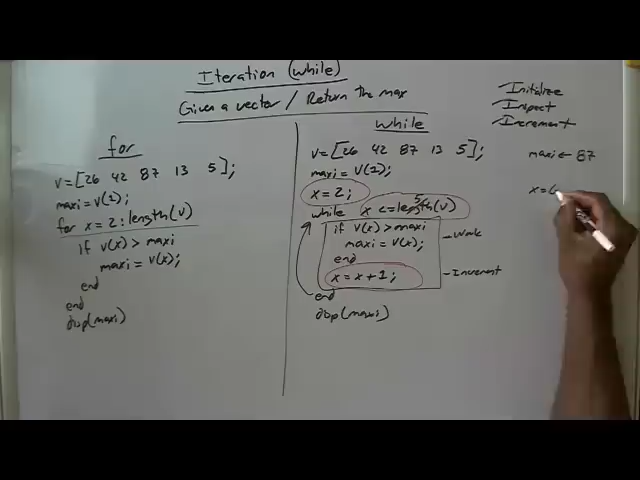 Iteration (while)
Given a vector / Return the max
Initialize
Inspect
Increment
for
v=[26 42 87 13 5];
maxi=v(1);
for x=2:length(v)
if v(x) > maxi
maxi=v(x);
end
end
disp(maxi)
while
v=[26 42 87 13 5];
maxi=v(1);
x=2;
5
while x <=length(v)
if v(x)>maxi
maxi=v(x);
end
x=x+1;
end
disp(maxi)
- Work
- Increment
maxi ← 87
x=